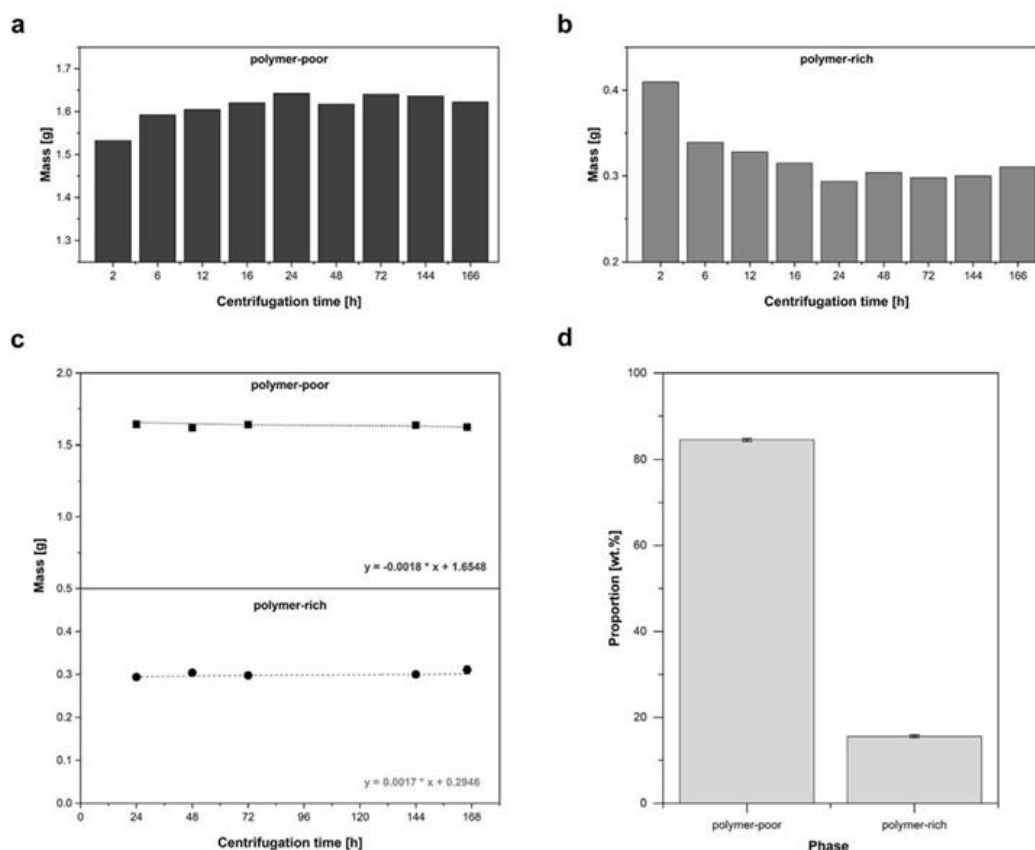 a
polymer-poor
1.7
1.6
1.5
1.4
1.3
Mass [g]
2 6 12 16 24 48 72 144 166
Centrifugation time [h]
b
polymer-rich
0.4
0.3
0.2
Mass [g]
2 6 12 16 24 48 72 144 166
Centrifugation time [h]
c
polymer-poor
2.0
1.5
1.0
0.5
y = -0.0018 * x + 1.6548
Mass [g]
polymer-rich
0.4
0.3
0.2
0.1
0.0
y = 0.0017 * x + 0.2946
0 24 48 72 96 120 144 168
Centrifugation time [h]
d
100
80
60
40
20
0
Proportion [wt.%]
polymer-poor polymer-rich
Phase